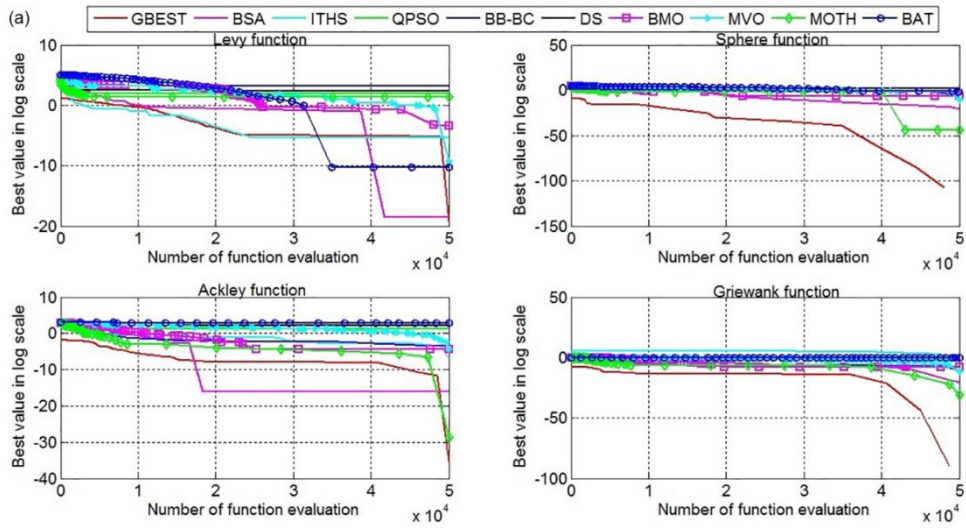 (a)
GBEST BSA ITHS QPSO BB-BC DS BMO MVO MOTH BAT
Levy function
10
0
-10
-20
Best value in log scale
0 1 2 3 4 5
x 10^4
Number of function evaluation
Sphere function
50
0
-50
-100
-150
Best value in log scale
0 1 2 3 4 5
x 10^4
Number of function evaluation
Ackley function
10
0
-10
-20
-30
-40
Best value in log scale
0 1 2 3 4 5
x 10^4
Number of function evaluation
Griewank function
50
0
-50
-100
Best value in log scale
0 1 2 3 4 5
x 10^4
Number of function evaluation